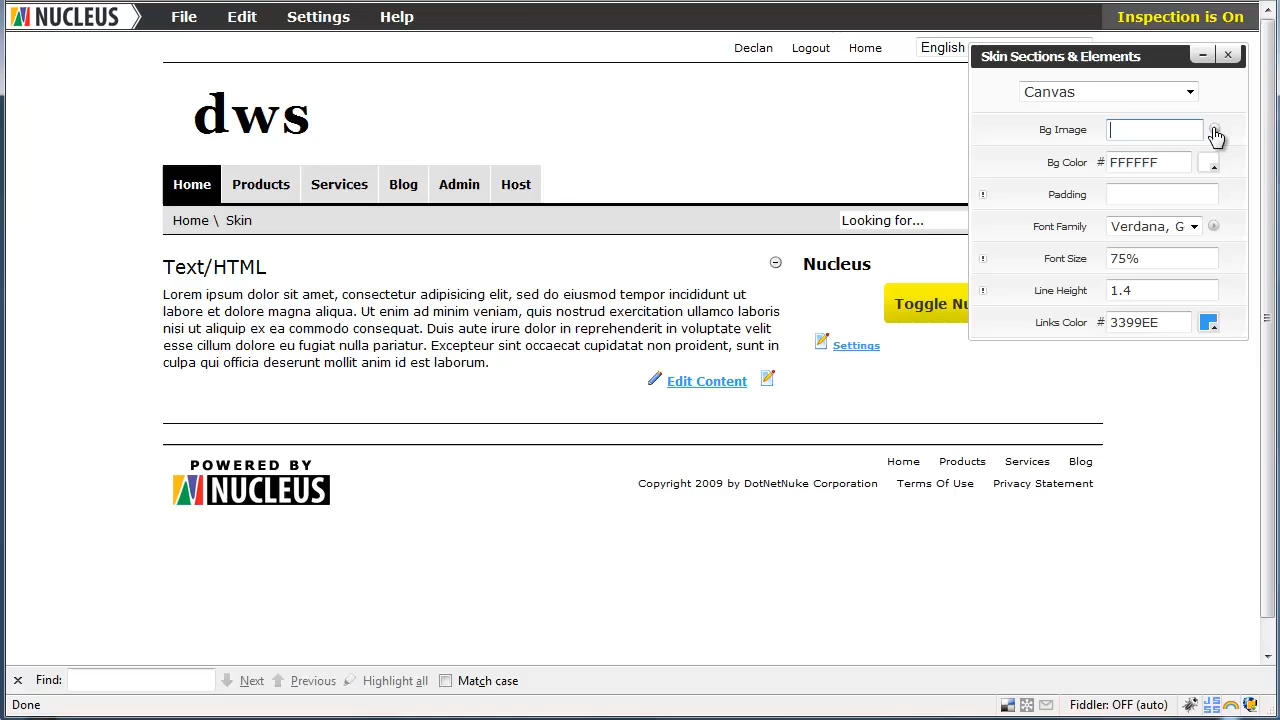 NUCLEUS File Edit Settings Help Inspection is On
Declan Logout Home English
Skin Sections & Elements
Canvas
dws
Bg Image
Bg Color # FFFFFF
Padding
Font Family Verdana, G
Font Size 75%
Line Height 1.4
Links Color # 3399EE
Home Products Services Blog Admin Host
Home \ Skin Looking for...
Text/HTML
Lorem ipsum dolor sit amet, consectetur adipisicing elit, sed do eiusmod tempor incididunt ut
labore et dolore magna aliqua. Ut enim ad minim veniam, quis nostrud exercitation ullamco laboris
nisi ut aliquip ex ea commodo consequat. Duis aute irure dolor in reprehenderit in voluptate velit
esse cillum dolore eu fugiat nulla pariatur. Excepteur sint occaecat cupidatat non proident, sunt in
culpa qui officia deserunt mollit anim id est laborum.
Edit Content
Nucleus
Toggle Nu
Settings
POWERED BY
NUCLEUS
Home Products Services Blog
Copyright 2009 by DotNetNuke Corporation Terms Of Use Privacy Statement
Find: Next Previous Highlight all Match case
Done Fiddler: OFF (auto)